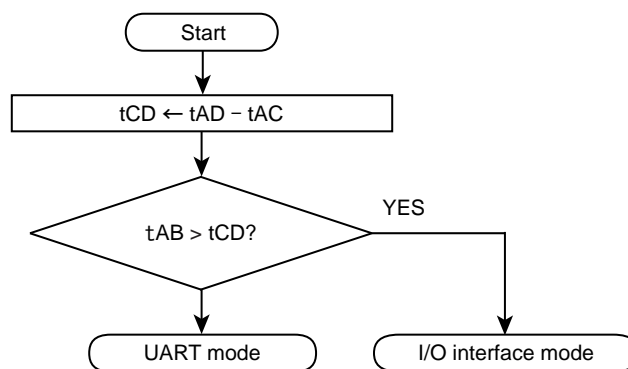 Start
tCD ← tAD − tAC
tAB > tCD?
YES
UART mode
I/O interface mode